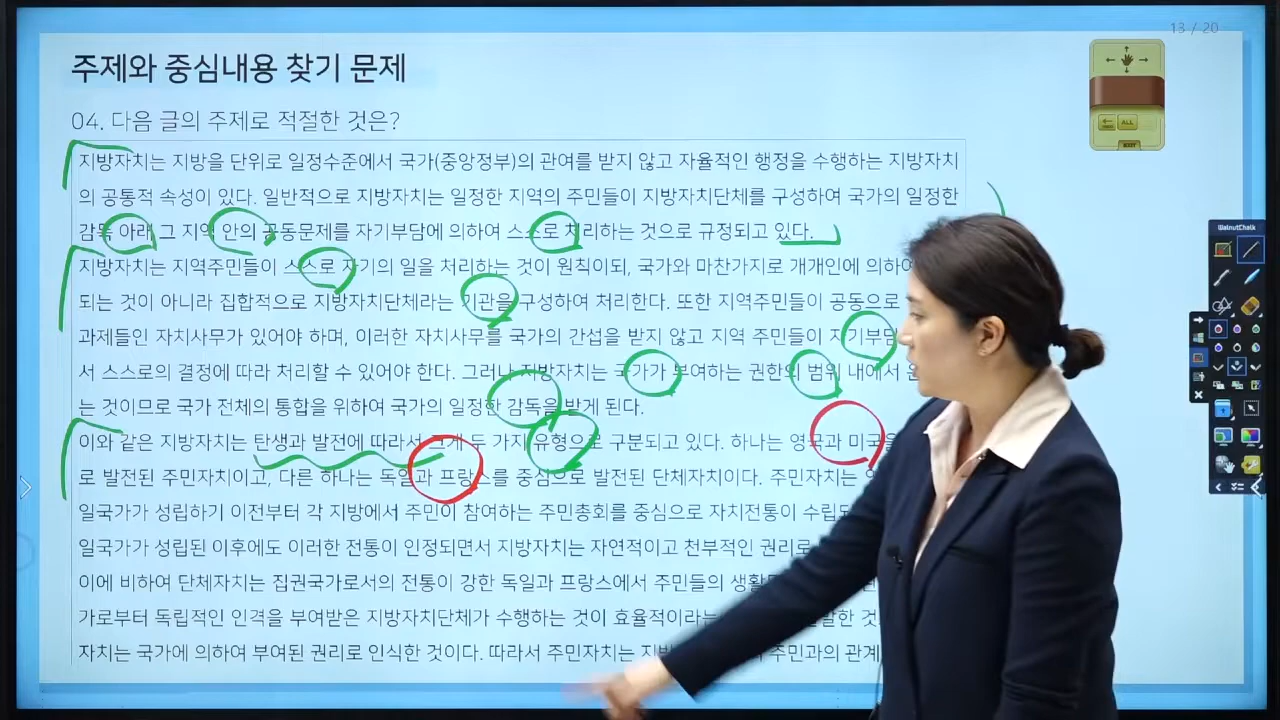 13 / 20
주제와 중심내용 찾기 문제
04. 다음 글의 주제로 적절한 것은?
지방자치는 지방을 단위로 일정수준에서 국가(중앙정부)의 관여를 받지 않고 자율적인 행정을 수행하는 지방자치
의 공통적 속성이 있다. 일반적으로 지방자치는 일정한 지역의 주민들이 지방자치단체를 구성하여 국가의 일정한
감독 아래 그 지역 안의 공동문제를 자기부담에 의하여 스스로 처리하는 것으로 규정되고 있다.
지방자치는 지역주민들이 스스로 자기의 일을 처리하는 것이 원칙이되, 국가와 마찬가지로 개개인에 의하여
되는 것이 아니라 집합적으로 지방자치단체라는 기관을 구성하여 처리한다. 또한 지역주민들이 공동으로
과제들인 자치사무가 있어야 하며, 이러한 자치사무를 국가의 간섭을 받지 않고 지역 주민들이 자기부담
서 스스로의 결정에 따라 처리할 수 있어야 한다. 그러나 지방자치는 국가가 부여하는 권한의 범위 내에서
는 것이므로 국가 전체의 통합을 위하여 국가의 일정한 감독을 받게 된다.
이와 같은 지방자치는 탄생과 발전에 따라서 크게 두 가지 유형으로 구분되고 있다. 하나는 영국과 미국을
로 발전된 주민자치이고, 다른 하나는 독일과 프랑스를 중심으로 발전된 단체자치이다. 주민자치는
일국가가 성립하기 이전부터 각 지방에서 주민이 참여하는 주민총회를 중심으로 자치전통이 수립
일국가가 성립된 이후에도 이러한 전통이 인정되면서 지방자치는 자연적이고 천부적인 권리로
이에 비하여 단체자치는 집권국가로서의 전통이 강한 독일과 프랑스에서 주민들의
가로부터 독립적인 인격을 부여받은 지방자치단체가 수행하는 것이 효율적이라는
자치는 국가에 의하여 부여된 권리로 인식한 것이다. 따라서 주민자치는 주민과의 관계
ALL
WalnutChalk